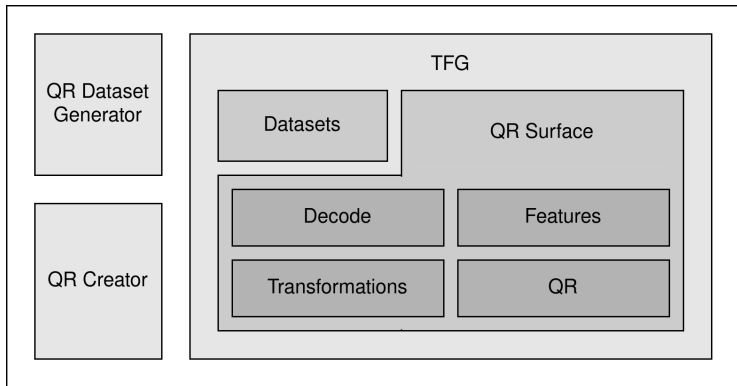 QR Dataset
Generator
QR Creator
TFG
Datasets
QR Surface
Decode
Features
Transformations
QR